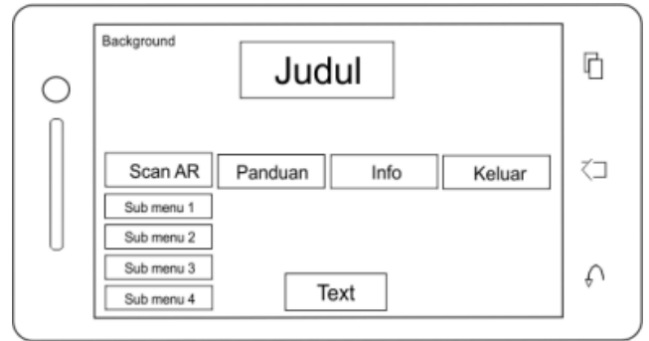 Background
Judul
Scan AR
Panduan
Info
Keluar
Sub menu 1
Sub menu 2
Sub menu 3
Sub menu 4
Text